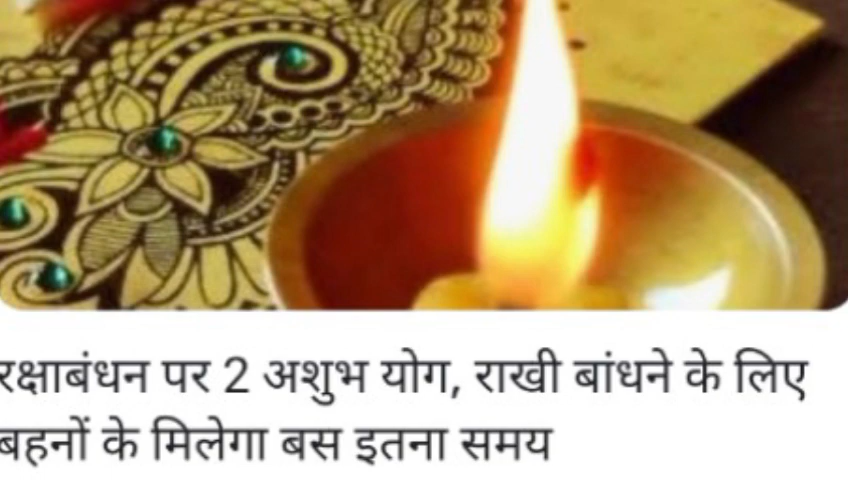 रक्षाबंधन पर 2 अशुभ योग, राखी बांधने के लिए
बहनों के मिलेगा बस इतना समय